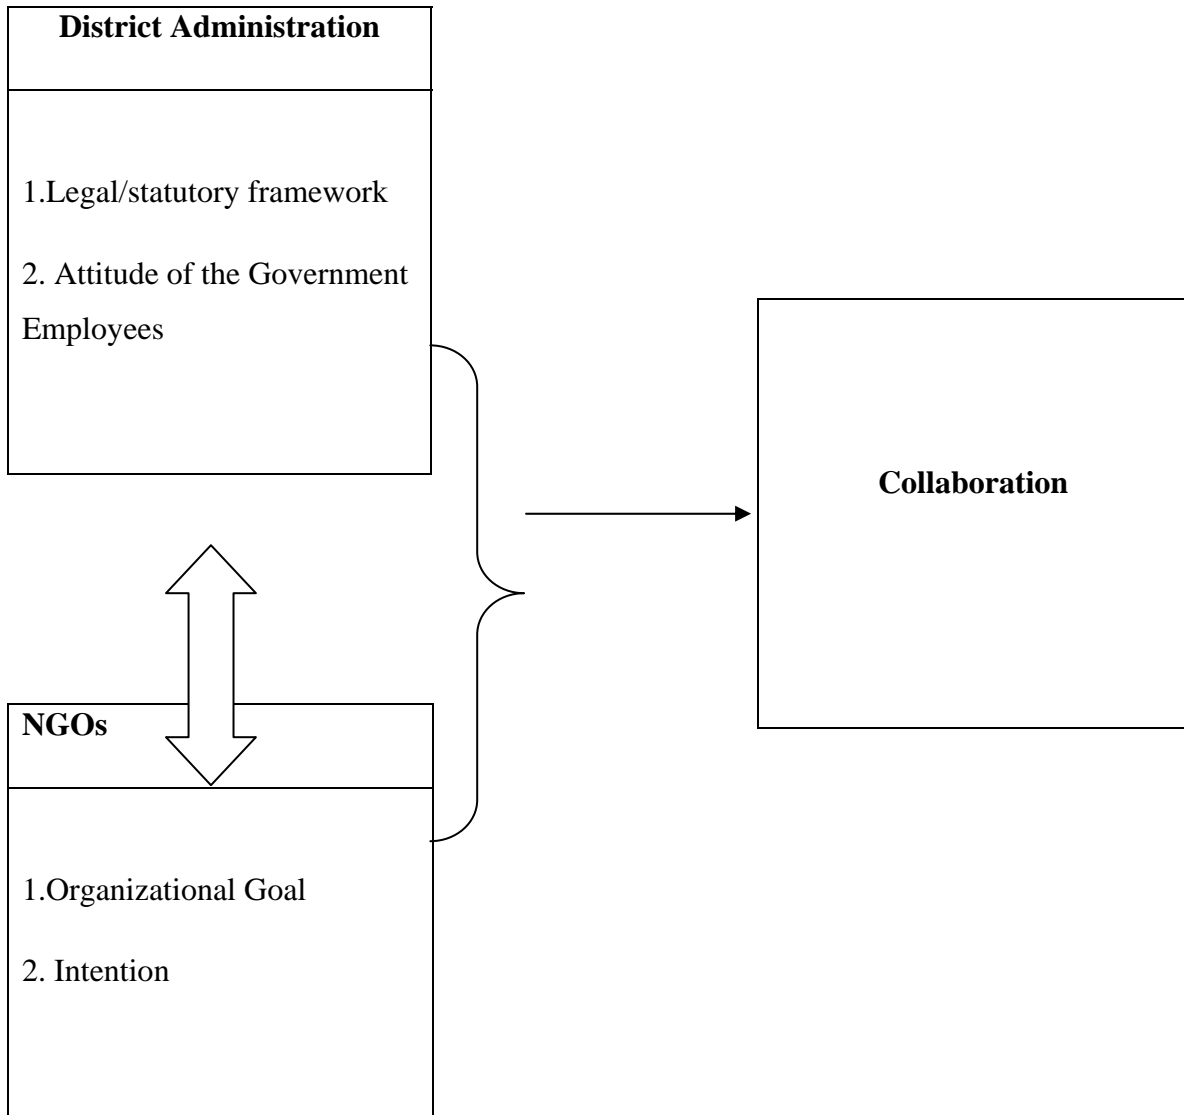 District Administration
1.Legal/statutory framework
2. Attitude of the Government
Employees
Collaboration
NGOs
1.Organizational Goal
2. Intention